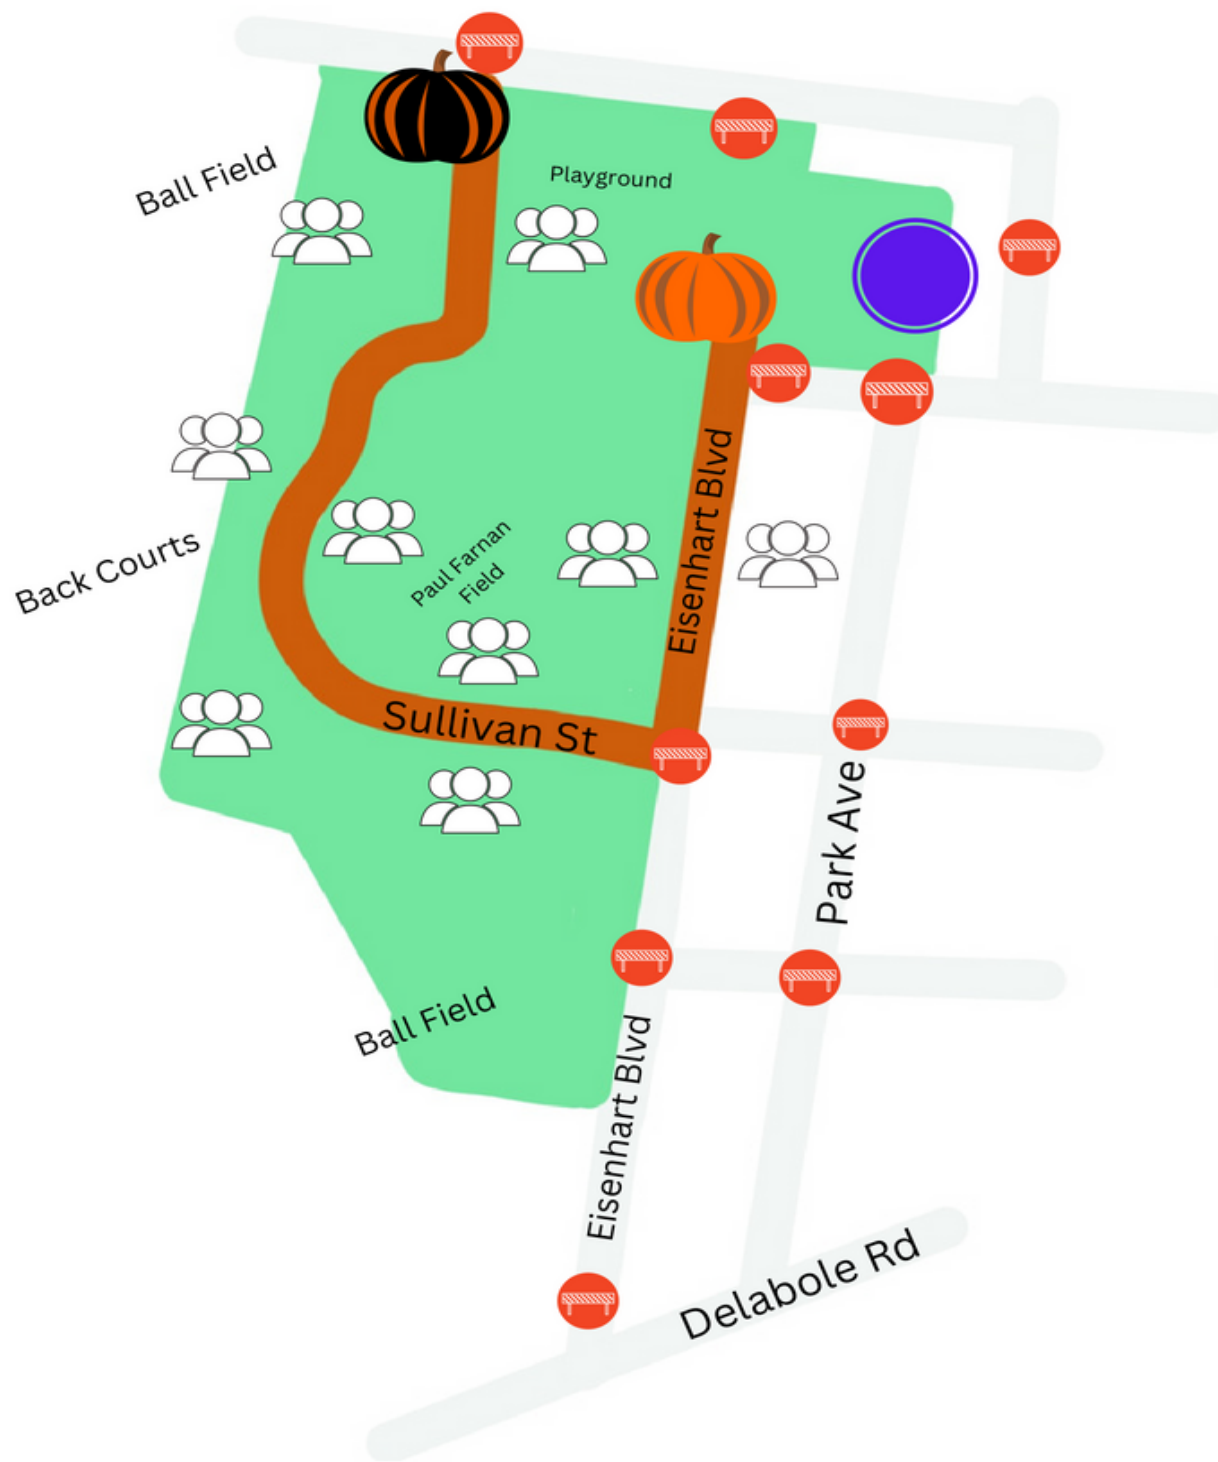 Ball Field
Playground
Eisenhart Blvd
Back Courts
Paul Farnan
Field
Sullivan St
Park Ave
Ball Field
Eisenhart Blvd
Delabole Rd